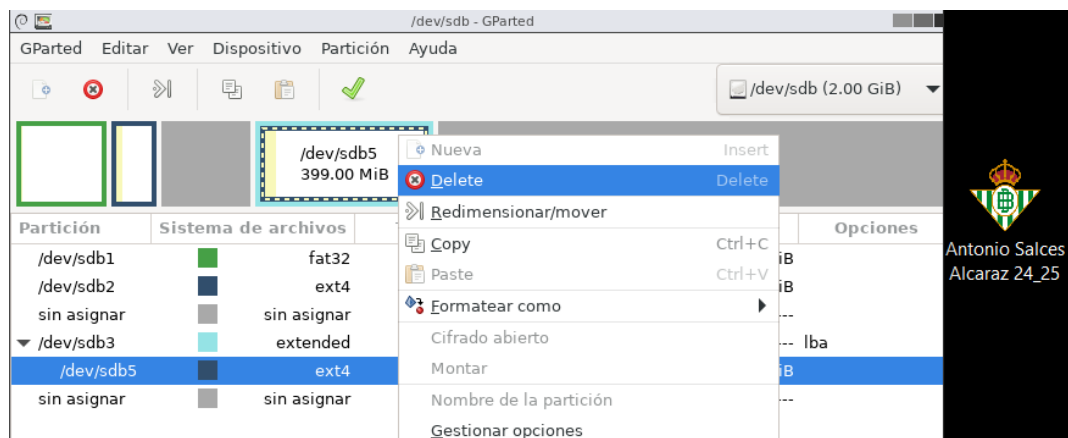 /dev/sdb - GParted
GParted Editar Ver Dispositivo Partición Ayuda
/dev/sdb (2.00 GiB)
/dev/sdb5
399.00 MiB
Nueva Insert
Delete Delete
Redimensionar/mover
Copy Ctrl+C
Paste Ctrl+V
Formatear como
Cifrado abierto
Montar
Nombre de la partición
Gestionar opciones
Partición Sistema de archivos Opciones
/dev/sdb1 fat32 iB
/dev/sdb2 ext4 iB
sin asignar sin asignar ---
/dev/sdb3 extended --- lba
/dev/sdb5 ext4 iB
sin asignar sin asignar ---
Antonio Salces
Alcaraz 24_25